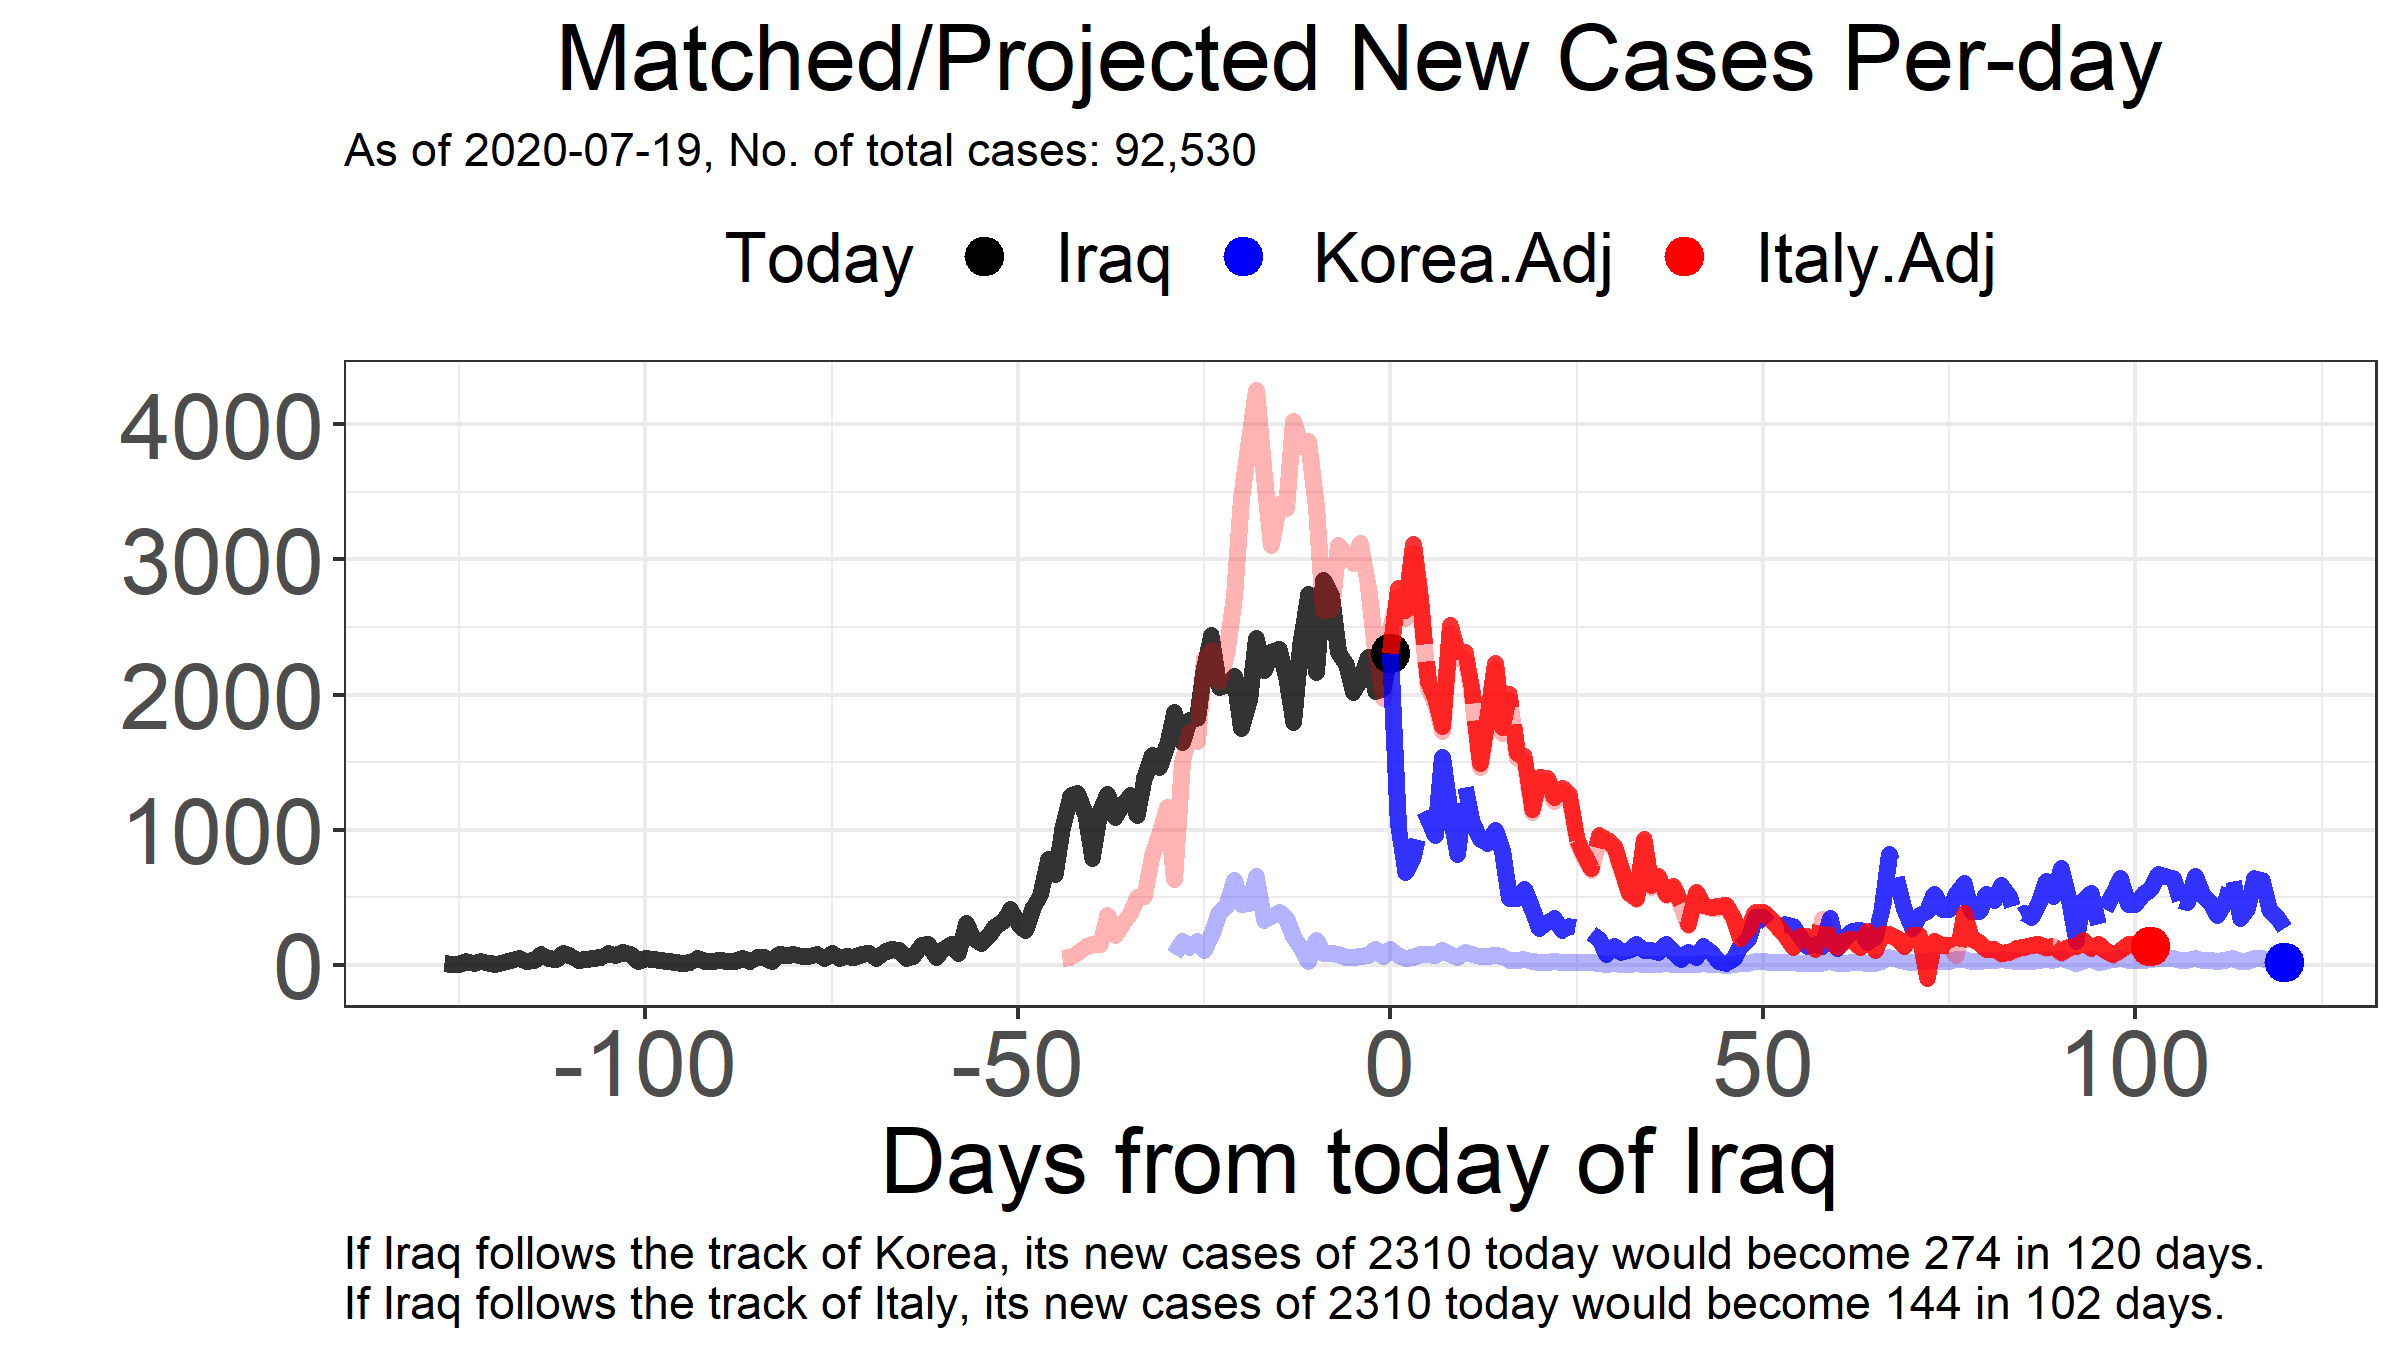 Matched/Projected New Cases Per-day
As of 2020-07-19, No. of total cases: 92,530
Today Iraq Korea.Adj Italy.Adj
4000
3000
2000
1000
0
-100 -50 0 50 100
Days from today of Iraq
If Iraq follows the track of Korea, its new cases of 2310 today would become 274 in 120 days.
If Iraq follows the track of Italy, its new cases of 2310 today would become 144 in 102 days.